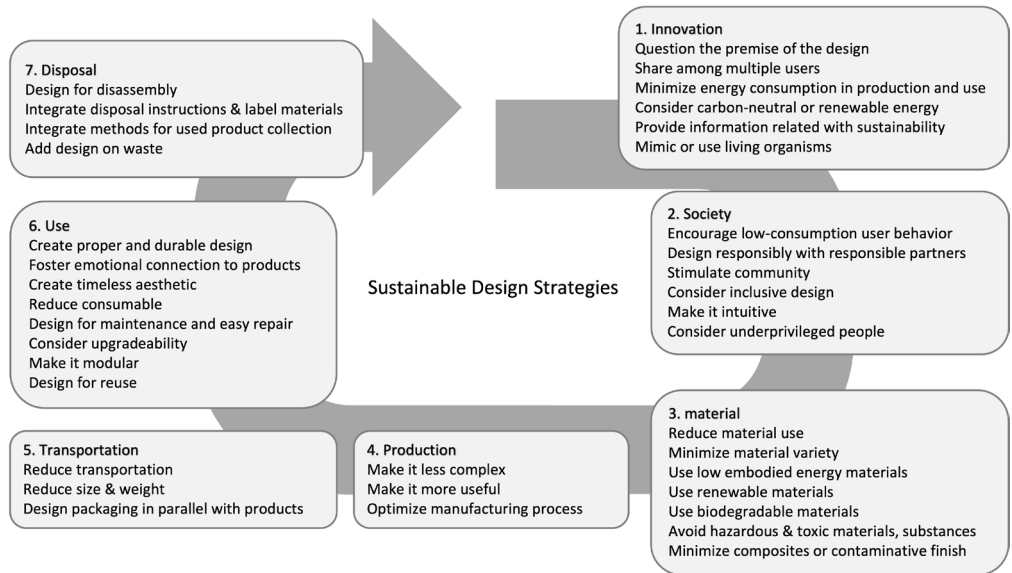 1. Innovation
Question the premise of the design
Share among multiple users
Minimize energy consumption in production and use
Consider carbon-neutral or renewable energy
Provide information related with sustainability
Mimic or use living organisms
2. Society
Encourage low-consumption user behavior
Design responsibly with responsible partners
Stimulate community
Consider inclusive design
Make it intuitive
Consider underprivileged people
3. material
Reduce material use
Minimize material variety
Use low embodied energy materials
Use renewable materials
Use biodegradable materials
Avoid hazardous & toxic materials, substances
Minimize composites or contaminative finish
4. Production
Make it less complex
Make it more useful
Optimize manufacturing process
5. Transportation
Reduce transportation
Reduce size & weight
Design packaging in parallel with products
6. Use
Create proper and durable design
Foster emotional connection to products
Create timeless aesthetic
Reduce consumable
Design for maintenance and easy repair
Consider upgradeability
Make it modular
Design for reuse
7. Disposal
Design for disassembly
Integrate disposal instructions & label materials
Integrate methods for used product collection
Add design on waste
Sustainable Design Strategies